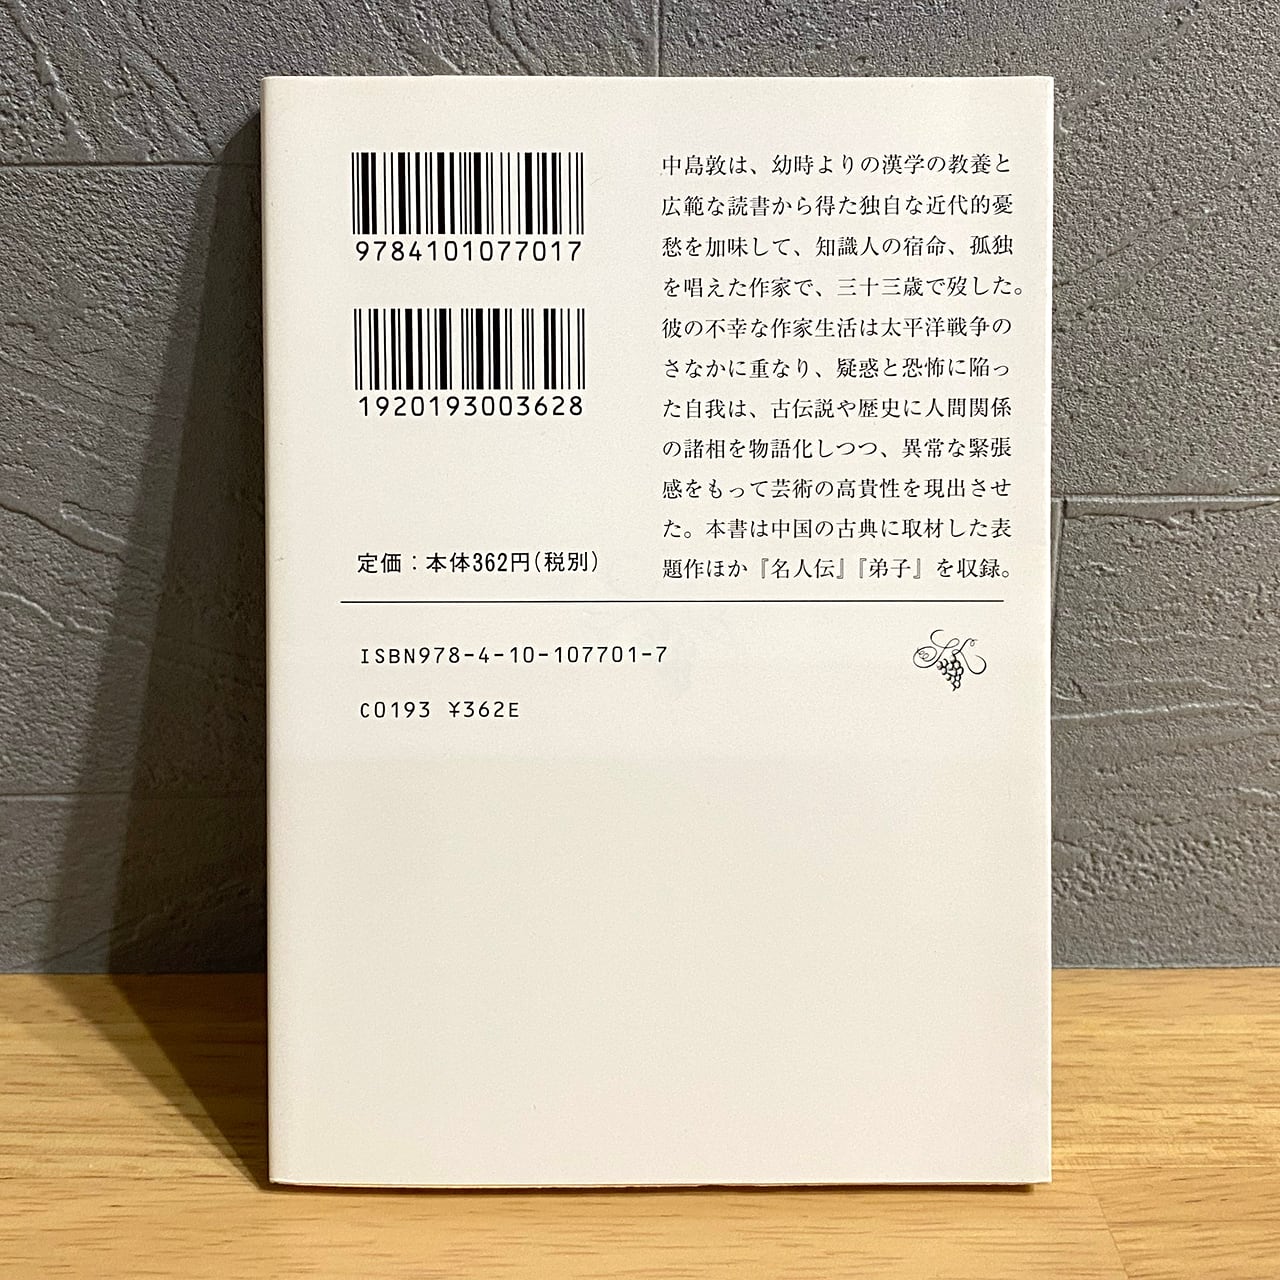 9784101077017
1920193003628
定価：本体362円(税別)
中島敦は、幼時よりの漢学の教養と
広範な読書から得た独自な近代的憂
愁を加味して、知識人の宿命、孤独
を唱えた作家で、三十三歳で歿した。
彼の不幸な作家生活は太平洋戦争の
さなかに重なり、疑惑と恐怖に陥っ
た自我は、古伝説や歴史に人間関係
の諸相を物語化しつつ、異常な緊張
感をもって芸術の高貴性を現出させ
た。本書は中国の古典に取材した表
題作ほか『名人伝』『弟子』を収録。
ISBN978-4-10-107701-7
C0193 ¥362E